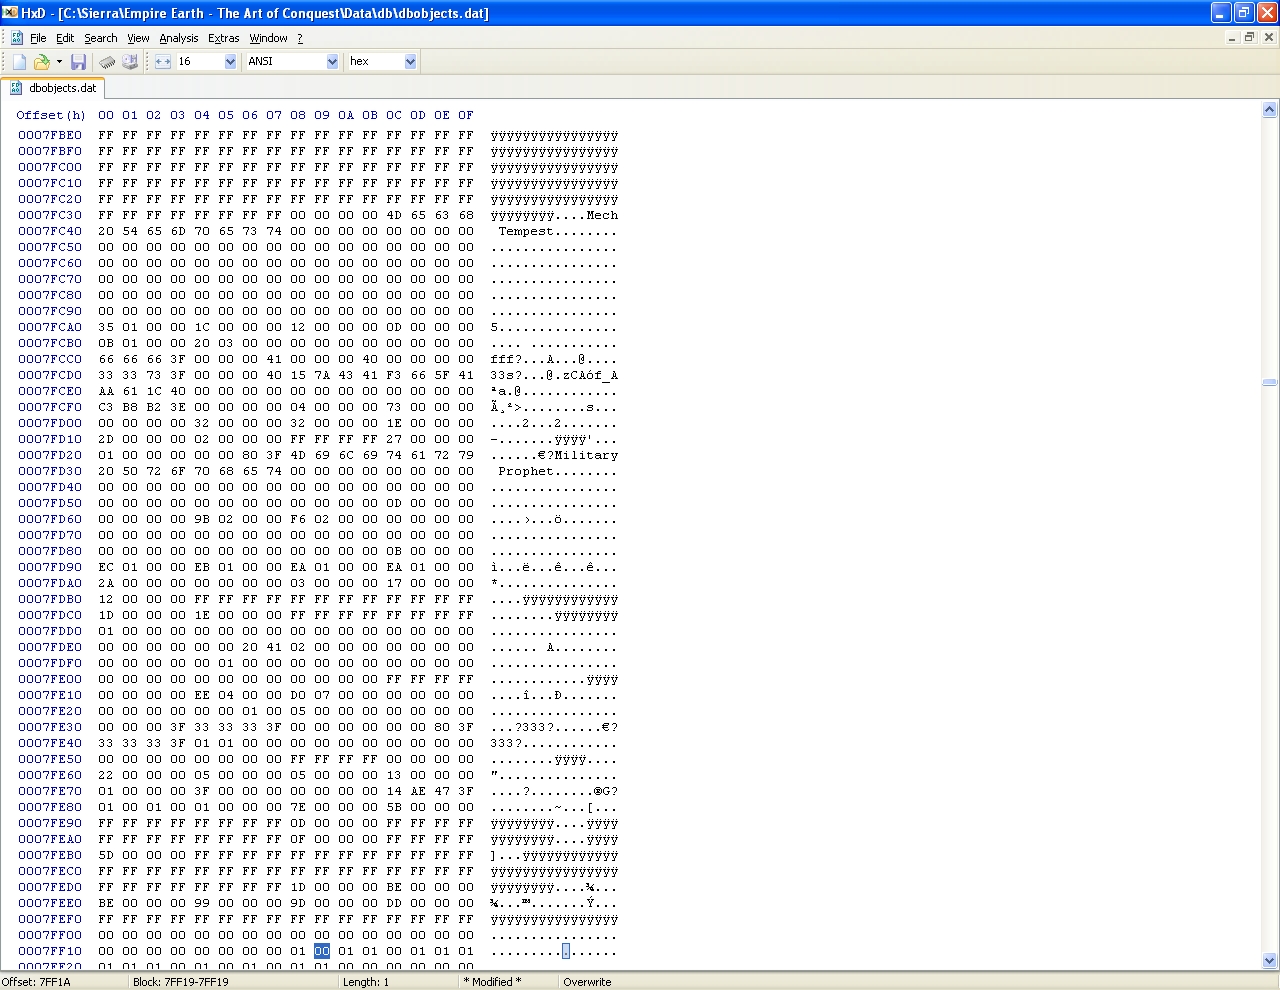 HxD - [C:\Sierra\Empire Earth - The Art of Conquest\Data\db\dbobjects.dat]
File Edit Search View Analysis Extras Window ?
16 ANSI hex
dbobjects.dat
Offset(h) 00 01 02 03 04 05 06 07 08 09 0A 0B 0C 0D 0E 0F
0007FBE0 FF FF FF FF FF FF FF FF FF FF FF FF FF FF FF FF ÿÿÿÿÿÿÿÿÿÿÿÿÿÿÿÿ
0007FBF0 FF FF FF FF FF FF FF FF FF FF FF FF FF FF FF FF ÿÿÿÿÿÿÿÿÿÿÿÿÿÿÿÿ
0007FC00 FF FF FF FF FF FF FF FF FF FF FF FF FF FF FF FF ÿÿÿÿÿÿÿÿÿÿÿÿÿÿÿÿ
0007FC10 FF FF FF FF FF FF FF FF FF FF FF FF FF FF FF FF ÿÿÿÿÿÿÿÿÿÿÿÿÿÿÿÿ
0007FC20 FF FF FF FF FF FF FF FF FF FF FF FF FF FF FF FF ÿÿÿÿÿÿÿÿÿÿÿÿÿÿÿÿ
0007FC30 FF FF FF FF FF FF FF FF 00 00 00 00 4D 65 63 68 ÿÿÿÿÿÿÿÿ....Mech
0007FC40 20 54 65 6D 70 65 73 74 00 00 00 00 00 00 00 00  Tempest........
0007FC50 00 00 00 00 00 00 00 00 00 00 00 00 00 00 00 00 ................
0007FC60 00 00 00 00 00 00 00 00 00 00 00 00 00 00 00 00 ................
0007FC70 00 00 00 00 00 00 00 00 00 00 00 00 00 00 00 00 ................
0007FC80 00 00 00 00 00 00 00 00 00 00 00 00 00 00 00 00 ................
0007FC90 00 00 00 00 00 00 00 00 00 00 00 00 00 00 00 00 ................
0007FCA0 35 01 00 00 1C 00 00 00 12 00 00 00 0D 00 00 00 5...............
0007FCB0 0B 01 00 00 20 03 00 00 00 00 00 00 00 00 00 00 .... ...........
0007FCC0 66 66 66 3F 00 00 00 41 00 00 00 40 00 00 00 00 fff?...A...@....
0007FCD0 33 33 73 3F 00 00 00 40 15 7A 43 41 F3 66 5F 41 33s?...@.zCAóf_A
0007FCE0 AA 61 1C 40 00 00 00 00 00 00 00 00 00 00 00 00 ªa.@............
0007FCF0 C3 B8 B2 3E 00 00 00 00 04 00 00 00 73 00 00 00 Ã¸²>........s...
0007FD00 00 00 00 00 32 00 00 00 32 00 00 00 1E 00 00 00 ....2...2.......
0007FD10 2D 00 00 00 02 00 00 00 FF FF FF FF 27 00 00 00 -.......ÿÿÿÿ'...
0007FD20 01 00 00 00 00 00 80 3F 4D 69 6C 69 74 61 72 79 ......€?Military
0007FD30 20 50 72 6F 70 68 65 74 00 00 00 00 00 00 00 00  Prophet........
0007FD40 00 00 00 00 00 00 00 00 00 00 00 00 00 00 00 00 ................
0007FD50 00 00 00 00 00 00 00 00 00 00 00 00 0D 00 00 00 ................
0007FD60 00 00 00 00 9B 02 00 00 F6 02 00 00 00 00 00 00 ....›...ö.......
0007FD70 00 00 00 00 00 00 00 00 00 00 00 00 00 00 00 00 ................
0007FD80 00 00 00 00 00 00 00 00 00 00 00 00 0B 00 00 00 ................
0007FD90 EC 01 00 00 EB 01 00 00 EA 01 00 00 EA 01 00 00 ì...ë...ê...ê...
0007FDA0 2A 00 00 00 00 00 00 00 03 00 00 00 17 00 00 00 *...............
0007FDB0 12 00 00 00 FF FF FF FF FF FF FF FF FF FF FF FF ....ÿÿÿÿÿÿÿÿÿÿÿÿ
0007FDC0 1D 00 00 00 1E 00 00 00 FF FF FF FF FF FF FF FF ........ÿÿÿÿÿÿÿÿ
0007FDD0 01 00 00 00 00 00 00 00 00 00 00 00 00 00 00 00 ................
0007FDE0 00 00 00 00 00 00 20 41 02 00 00 00 00 00 00 00 ...... A........
0007FDF0 00 00 00 00 00 01 00 00 00 00 00 00 00 00 00 00 ................
0007FE00 00 00 00 00 00 00 00 00 00 00 00 00 FF FF FF FF ............ÿÿÿÿ
0007FE10 00 00 00 00 EE 04 00 00 D0 07 00 00 00 00 00 00 ....î...Ð.......
0007FE20 00 00 00 00 00 00 01 00 05 00 00 00 00 00 00 00 ................
0007FE30 00 00 00 3F 33 33 33 3F 00 00 00 00 00 00 80 3F ...?333?......€?
0007FE40 33 33 33 3F 01 01 00 00 00 00 00 00 00 00 00 00 333?............
0007FE50 00 00 00 00 00 00 00 00 FF FF FF FF 00 00 00 00 ........ÿÿÿÿ....
0007FE60 22 00 00 00 05 00 00 00 05 00 00 00 13 00 00 00 "...............
0007FE70 01 00 00 00 3F 00 00 00 00 00 00 00 14 AE 47 3F ....?........®G?
0007FE80 01 00 01 00 01 00 00 00 7E 00 00 00 5B 00 00 00 ........~...[...
0007FE90 FF FF FF FF FF FF FF FF 0D 00 00 00 FF FF FF FF ÿÿÿÿÿÿÿÿ....ÿÿÿÿ
0007FEA0 FF FF FF FF FF FF FF FF 0F 00 00 00 FF FF FF FF ÿÿÿÿÿÿÿÿ....ÿÿÿÿ
0007FEB0 5D 00 00 00 FF FF FF FF FF FF FF FF FF FF FF FF ]...ÿÿÿÿÿÿÿÿÿÿÿÿ
0007FEC0 FF FF FF FF FF FF FF FF FF FF FF FF FF FF FF FF ÿÿÿÿÿÿÿÿÿÿÿÿÿÿÿÿ
0007FED0 FF FF FF FF FF FF FF FF 1D 00 00 00 BE 00 00 00 ÿÿÿÿÿÿÿÿ....¾...
0007FEE0 BE 00 00 00 99 00 00 00 9D 00 00 00 DD 00 00 00 ¾...™.......Ý...
0007FEF0 FF FF FF FF FF FF FF FF FF FF FF FF FF FF FF FF ÿÿÿÿÿÿÿÿÿÿÿÿÿÿÿÿ
0007FF00 00 00 00 00 00 00 00 00 00 00 00 00 00 00 00 00 ................
0007FF10 00 00 00 00 00 00 00 00 01 00 01 01 00 01 01 01 ................
0007FF20 01 01 00 01 00 01 00 01 00 01 00 00 00 00 00 00
Offset: 7FF1A Block: 7FF19-7FF19 Length: 1 * Modified * Overwrite